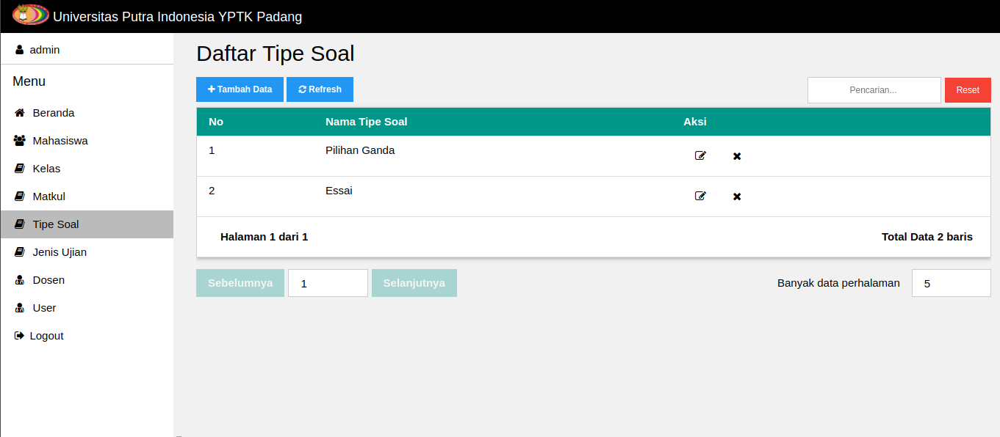 Universitas Putra Indonesia YPTK Padang
admin
Menu
Beranda
Mahasiswa
Kelas
Matkul
Tipe Soal
Jenis Ujian
Dosen
User
Logout
Daftar Tipe Soal
Tambah Data Refresh Pencarian... Reset
No Nama Tipe Soal Aksi
1 Pilihan Ganda
2 Essai
Halaman 1 dari 1 Total Data 2 baris
Sebelumnya 1 Selanjutnya Banyak data perhalaman 5